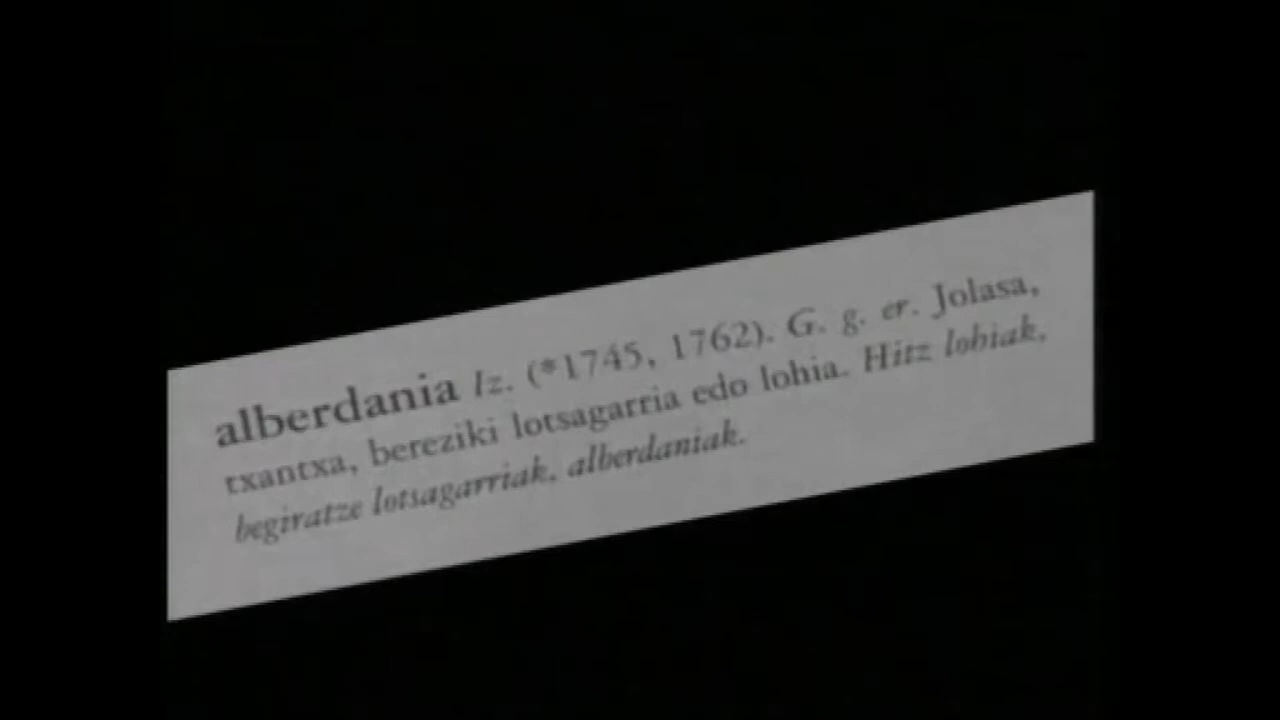 alberdania Iz. (*1745, 1762). G. g. er. Jolasa,
txantxa, bereziki lotsagarria edo lohia. Hitz lohiak,
begiratze lotsagarriak, alberdaniak.